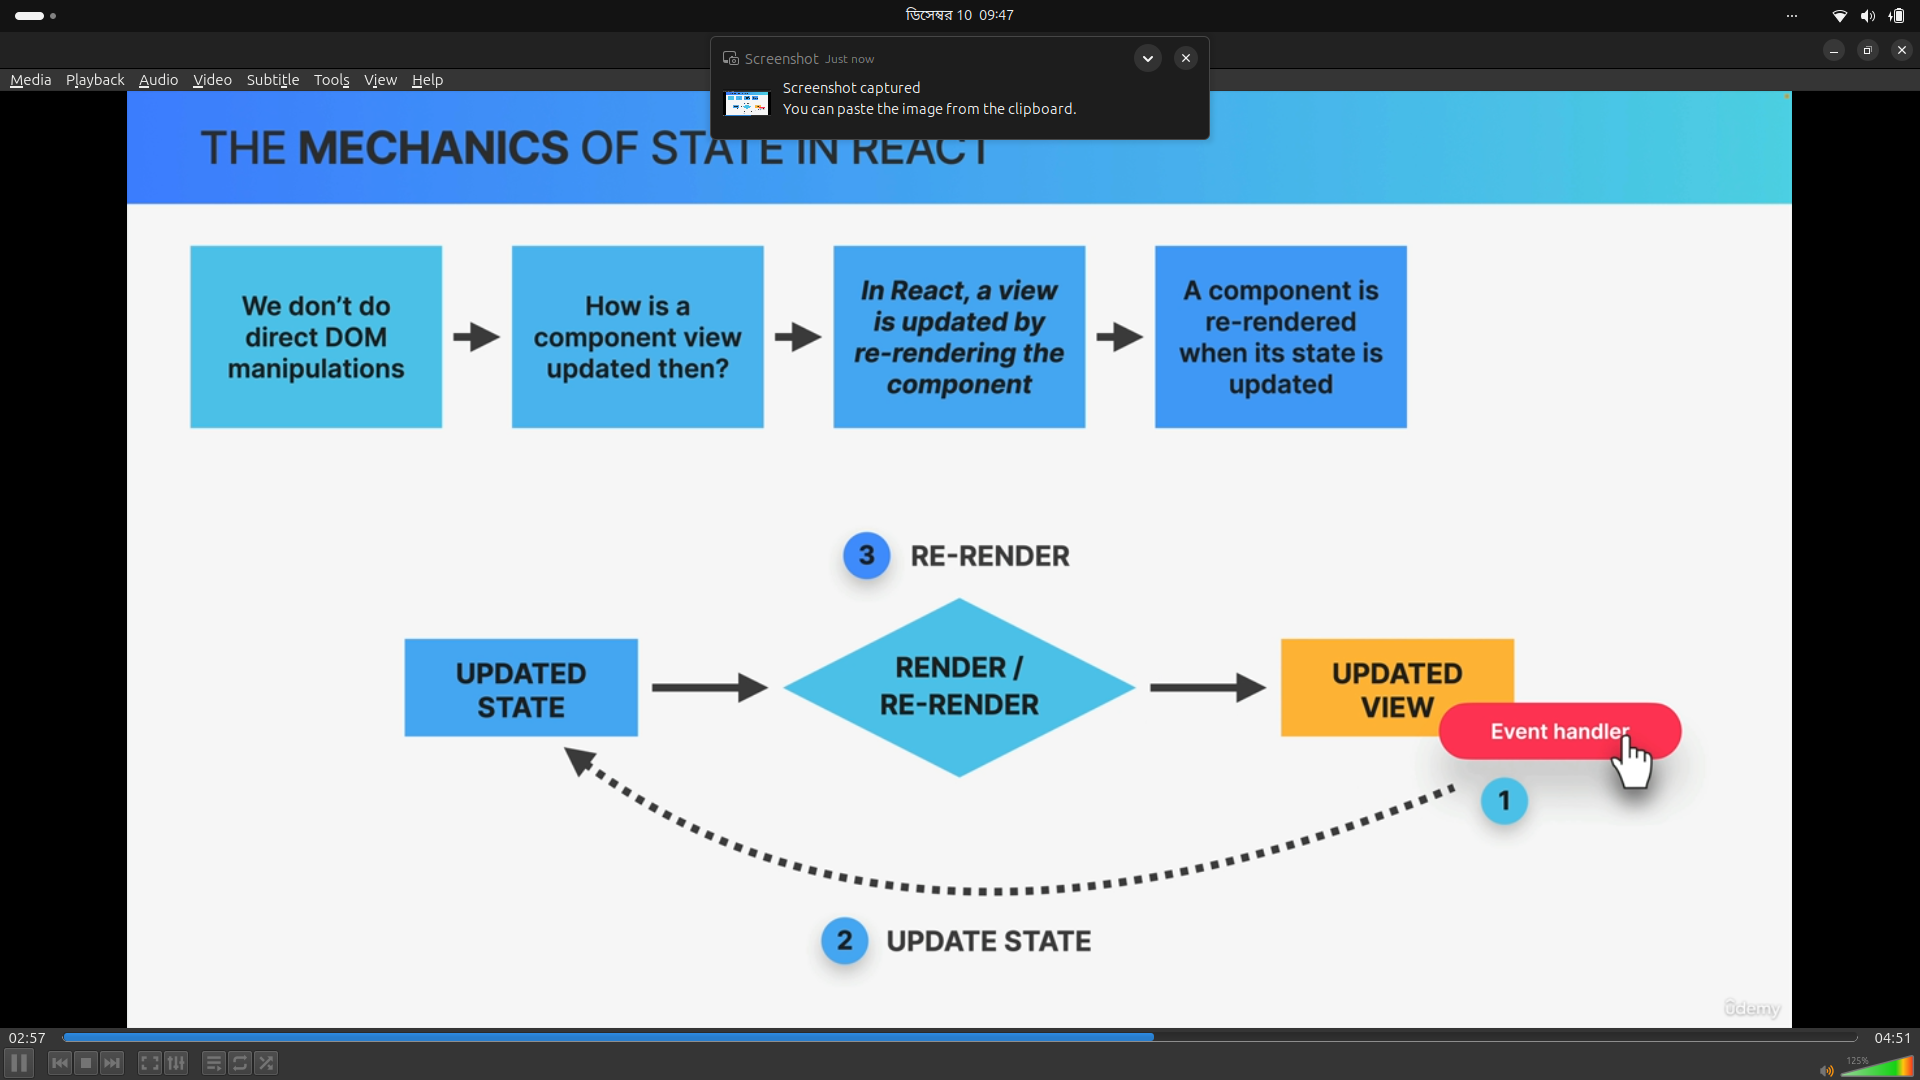 ডিসেম্বর 10 09:47
Screenshot Just now
Screenshot captured
You can paste the image from the clipboard.
Media Playback Audio Video Subtitle Tools View Help
THE MECHANICS OF STATE IN REACT
We don't do
direct DOM
manipulations
How is a
component view
updated then?
In React, a view
is updated by
re-rendering the
component
A component is
re-rendered
when its state is
updated
3 RE-RENDER
UPDATED
STATE
RENDER /
RE-RENDER
UPDATED
VIEW
Event handler
1
2 UPDATE STATE
ûdemy
02:57 04:51
125%